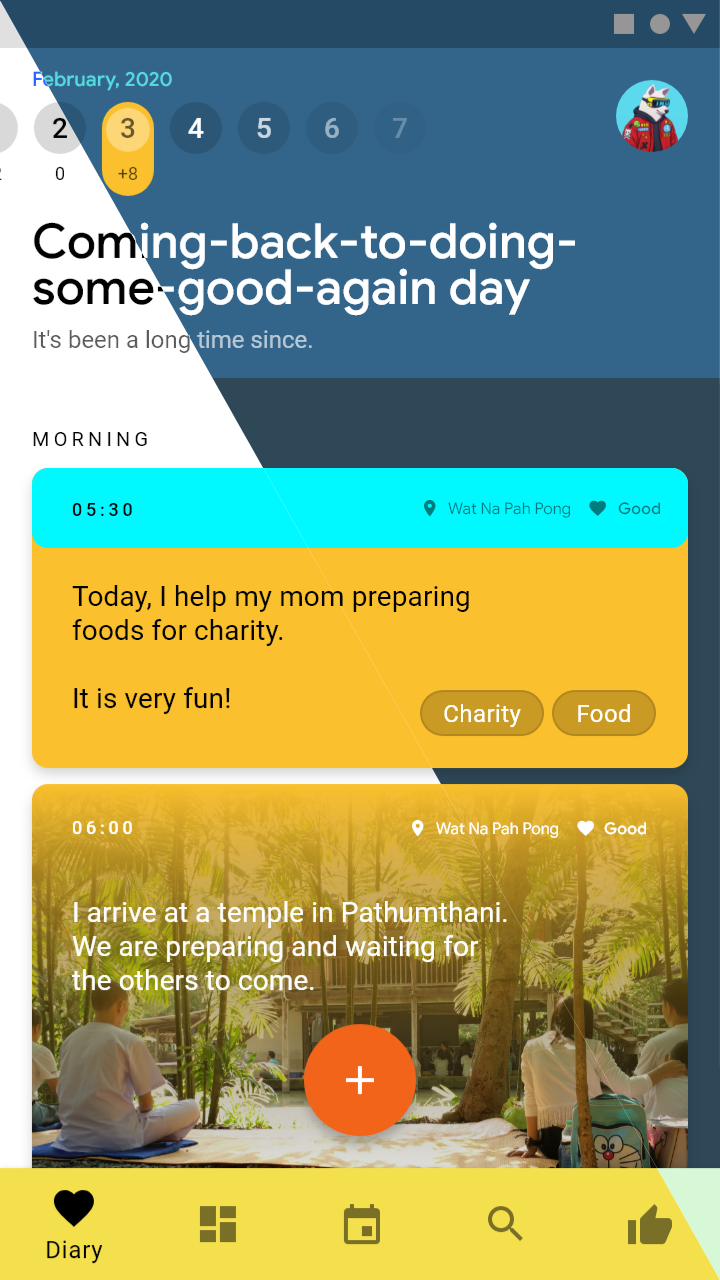 February, 2020
2 3 4 5 6 7
0 +8
Coming-back-to-doing-
some-good-again day
It's been a long time since.
MORNING
05:30 Wat Na Pah Pong Good
Today, I help my mom preparing
foods for charity.
It is very fun!
Charity Food
06:00 Wat Na Pah Pong Good
I arrive at a temple in Pathumthani.
We are preparing and waiting for
the others to come.
Diary